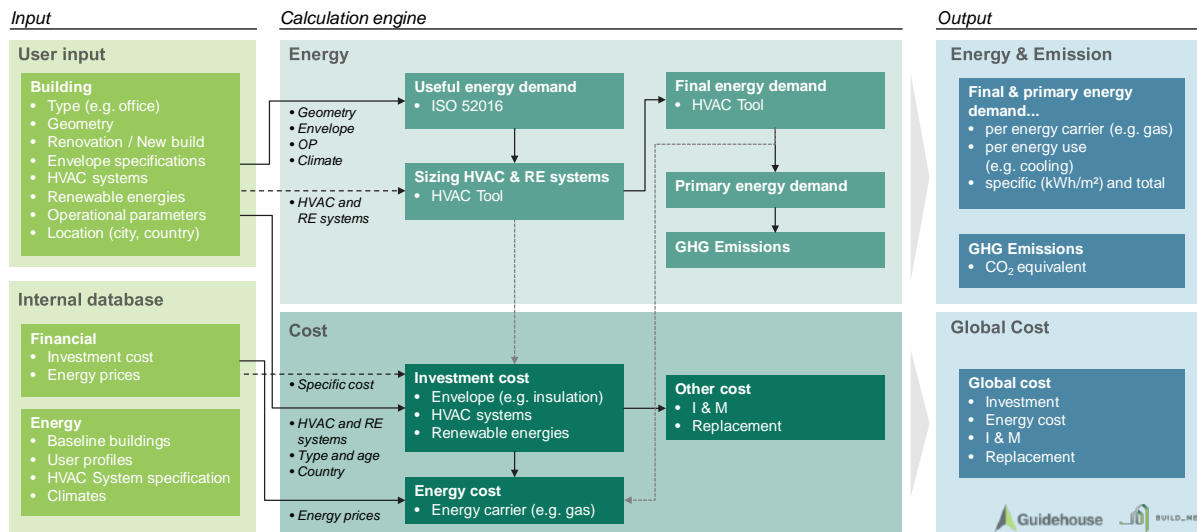 Input
Calculation engine
Output
User input
Building
• Type (e.g. office)
• Geometry
• Renovation / New build
• Envelope specifications
• HVAC systems
• Renewable energies
• Operational parameters
• Location (city, country)
Internal database
Financial
• Investment cost
• Energy prices
Energy
• Baseline buildings
• User profiles
• HVAC System specification
• Climates
Energy
• Geometry
• Envelope
• OP
• Climate
• HVAC and
RE systems
Useful energy demand
• ISO 52016
Sizing HVAC & RE systems
• HVAC Tool
Final energy demand
• HVAC Tool
Primary energy demand
GHG Emissions
Cost
• Specific cost
• HVAC and RE
systems
• Type and age
• Country
• Energy prices
Investment cost
• Envelope (e.g. insulation)
• HVAC systems
• Renewable energies
Energy cost
• Energy carrier (e.g. gas)
Other cost
• I & M
• Replacement
Energy & Emission
Final & primary energy
demand...
• per energy carrier (e.g. gas)
• per energy use
(e.g. cooling)
• specific (kWh/m²) and total
GHG Emissions
• CO₂ equivalent
Global Cost
Global cost
• Investment
• Energy cost
• I & M
• Replacement
Guidehouse
BUILD_ME